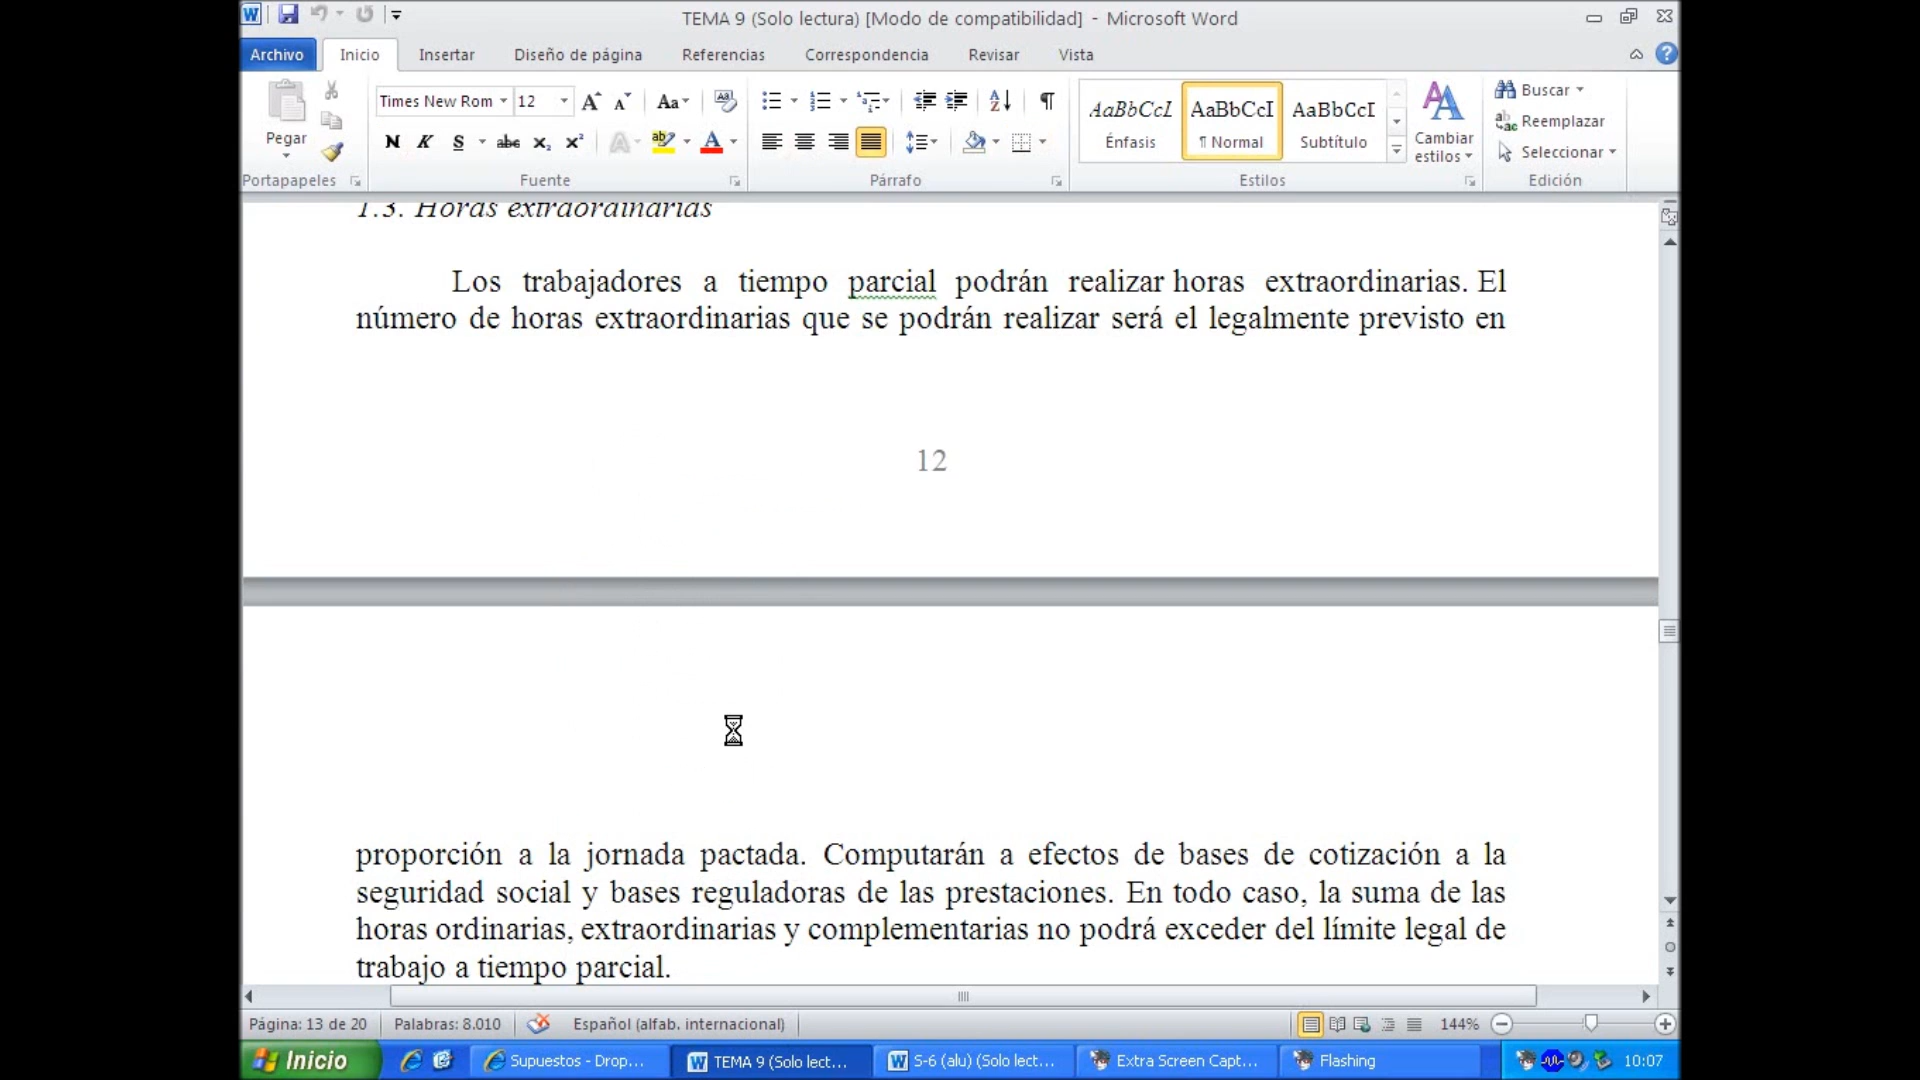 TEMA 9 (Solo lectura) [Modo de compatibilidad] - Microsoft Word
Archivo Inicio Insertar Diseño de página Referencias Correspondencia Revisar Vista
Times New Rom 12 Aa
AaBbCcI AaBbCcI AaBbCcI
Buscar
Reemplazar
Pegar
N K S abc x₂ x²
Énfasis ¶ Normal Subtítulo
Cambiar estilos
Seleccionar
Portapapeles Fuente Párrafo Estilos Edición
1.3. Horas extraordinarias
Los trabajadores a tiempo parcial podrán realizar horas extraordinarias. El
número de horas extraordinarias que se podrán realizar será el legalmente previsto en
12
proporción a la jornada pactada. Computarán a efectos de bases de cotización a la
seguridad social y bases reguladoras de las prestaciones. En todo caso, la suma de las
horas ordinarias, extraordinarias y complementarias no podrá exceder del límite legal de
trabajo a tiempo parcial.
Página: 13 de 20 Palabras: 8.010 Español (alfab. internacional) 144%
Inicio Supuestos - Drop... TEMA 9 (Solo lect... S-6 (alu) (Solo lect... Extra Screen Capt... Flashing 10:07